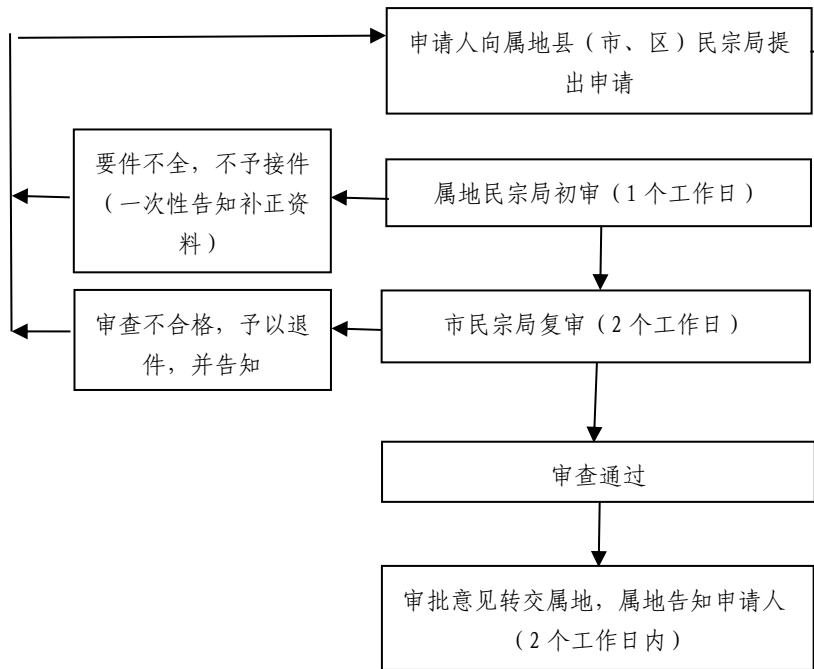 申请人向属地县（市、区）民宗局提
出申请
要件不全，不予接件
（一次性告知补正资
料）
属地民宗局初审（1个工作日）
审查不合格，予以退
件，并告知
市民宗局复审（2个工作日）
审查通过
审批意见转交属地，属地告知申请人
（2个工作日内）